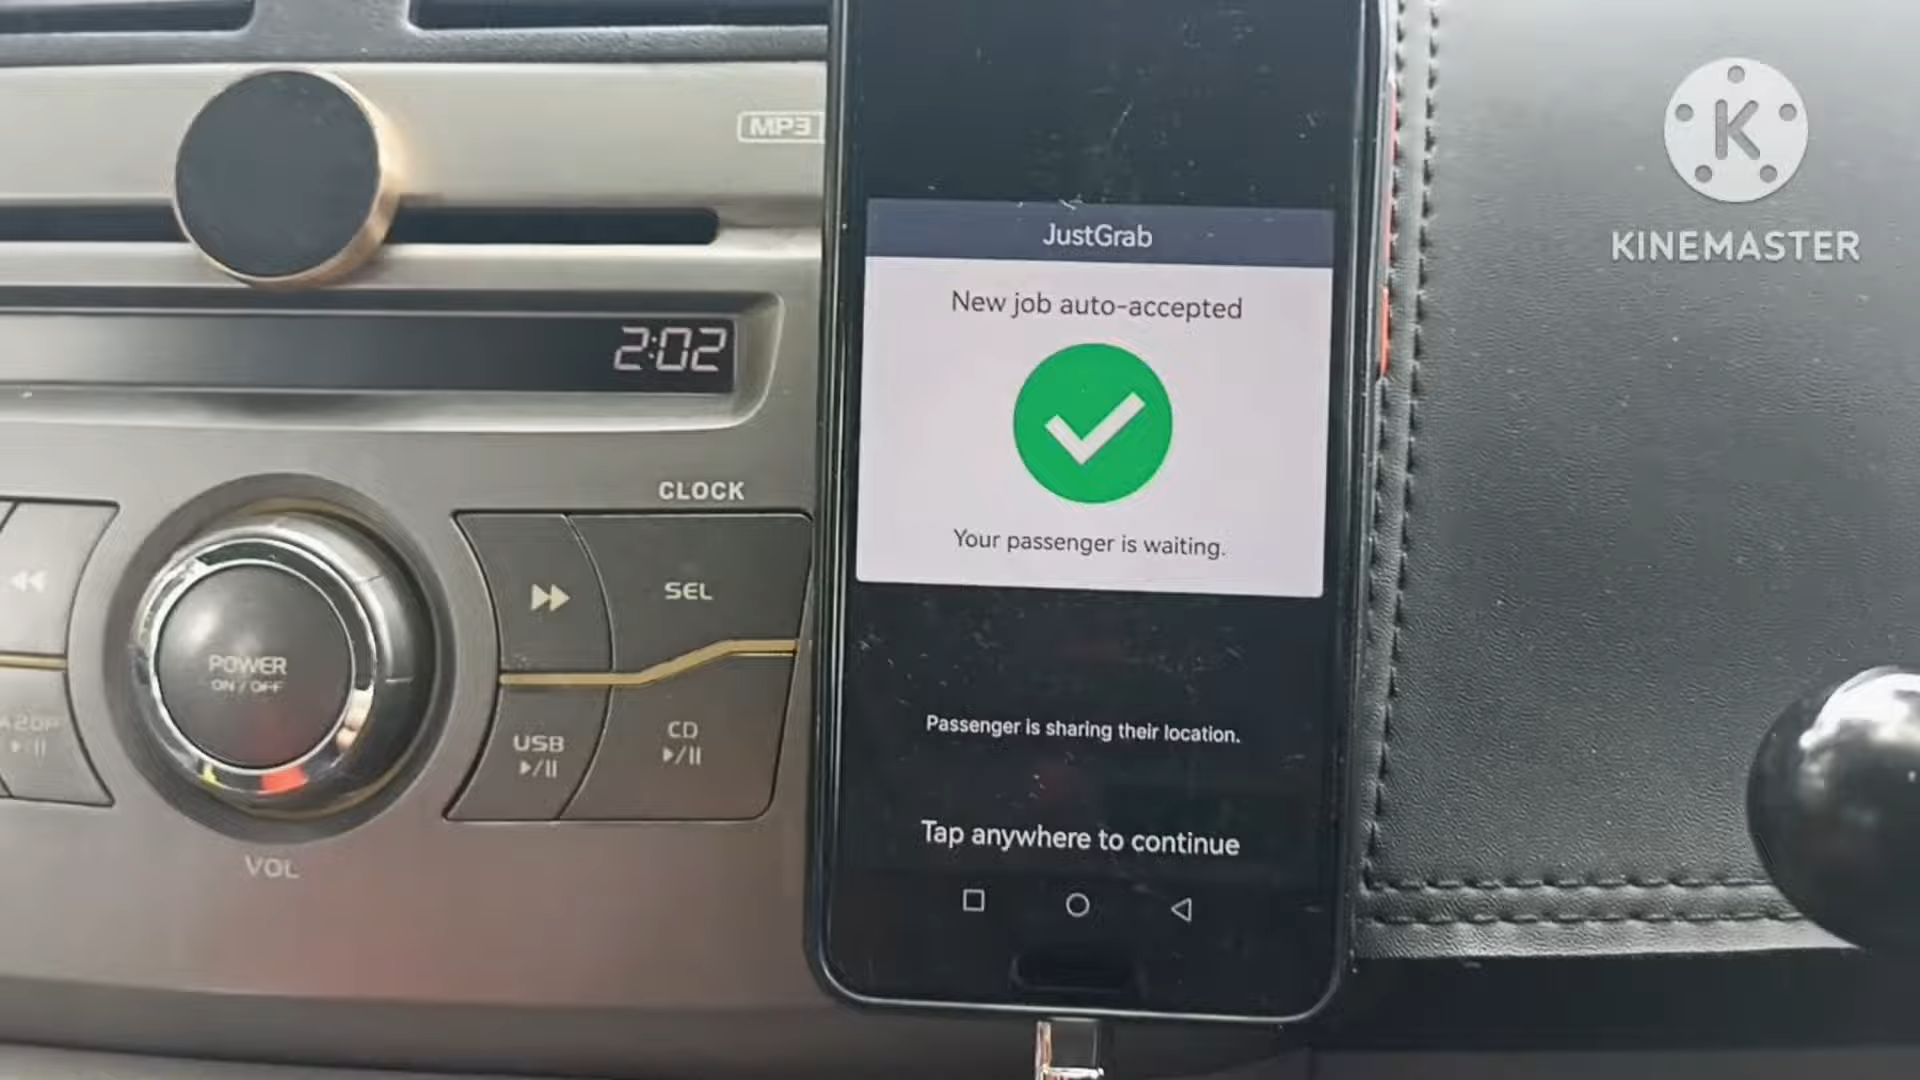 MP3
2:02
CLOCK
SEL
POWER
ON / OFF
USB
CD
VOL
JustGrab
New job auto-accepted
Your passenger is waiting.
Passenger is sharing their location.
Tap anywhere to continue
K
KINEMASTER